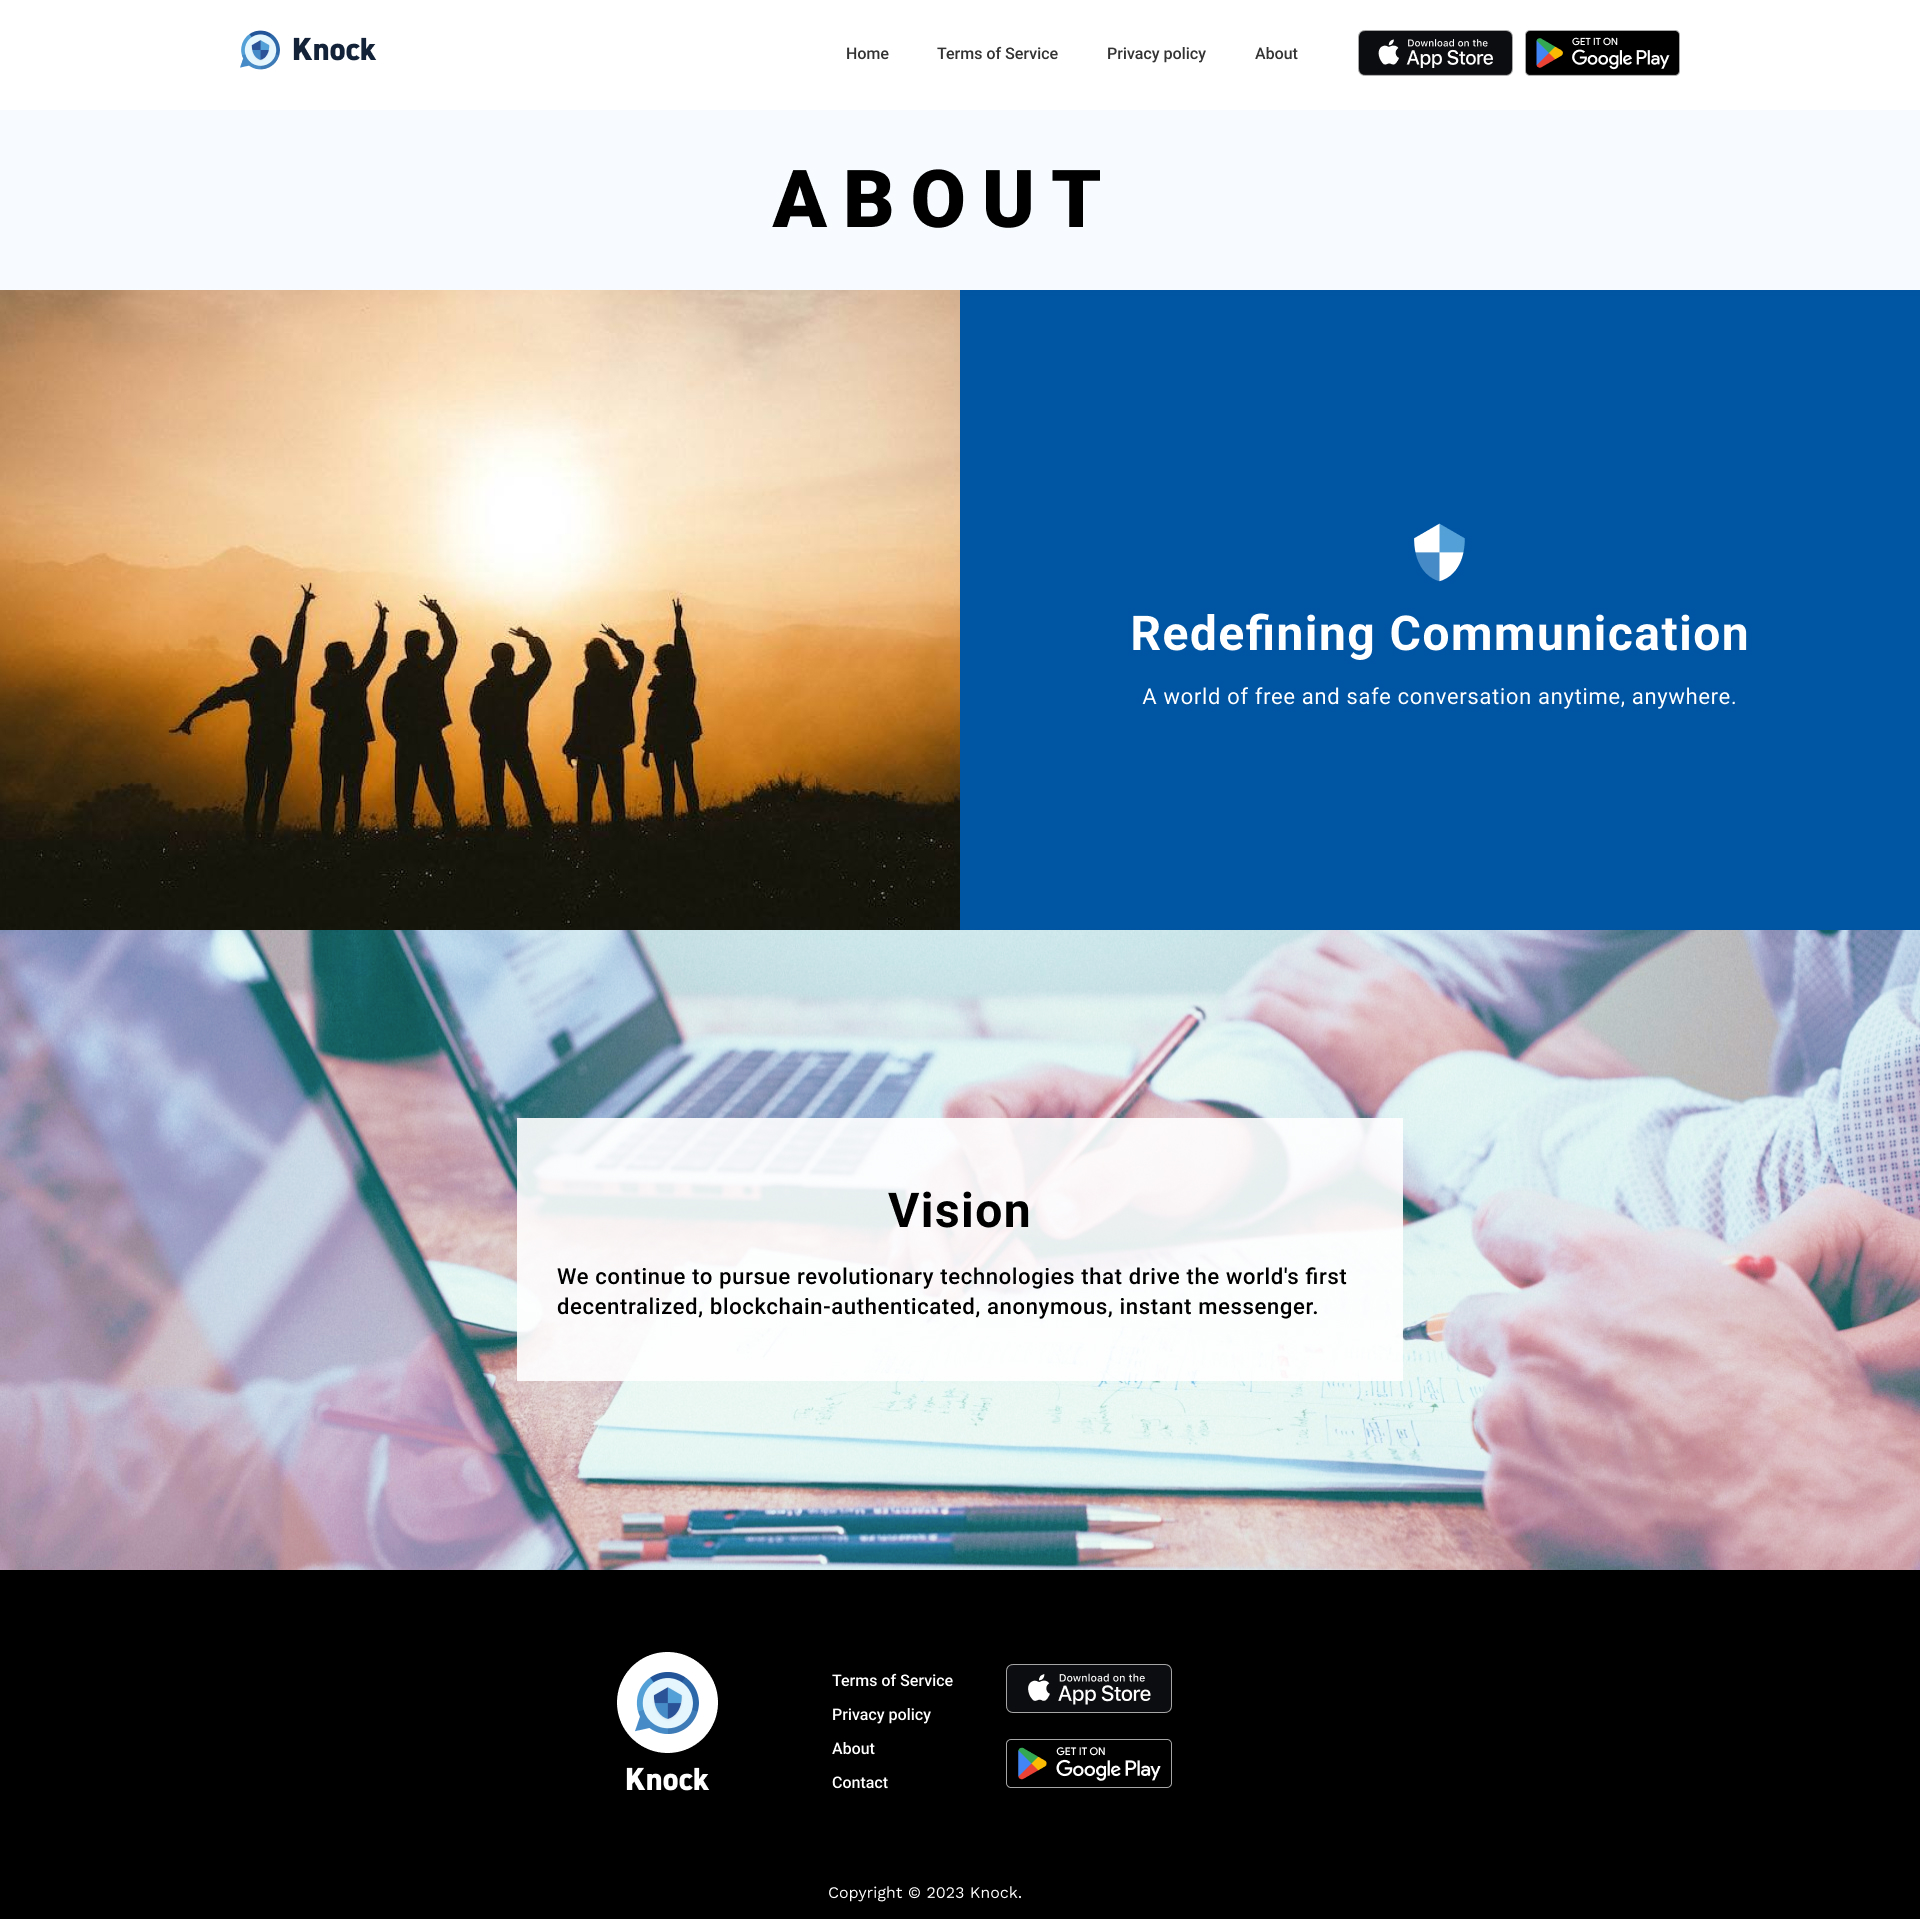 Knock
Home
Terms of Service
Privacy policy
About
Download on the
App Store
GET IT ON
Google Play
ABOUT
Redefining Communication
A world of free and safe conversation anytime, anywhere.
Vision
We continue to pursue revolutionary technologies that drive the world's first
decentralized, blockchain-authenticated, anonymous, instant messenger.
Knock
Terms of Service
Privacy policy
About
Contact
Download on the
App Store
GET IT ON
Google Play
Copyright © 2023 Knock.